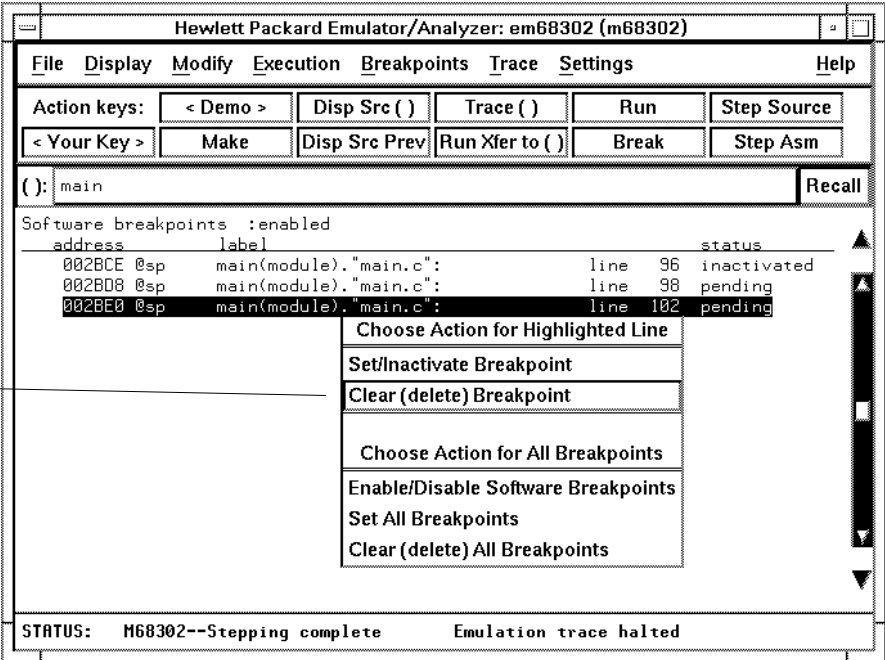 Hewlett Packard Emulator/Analyzer: em68302 (m68302)
File Display Modify Execution Breakpoints Trace Settings Help
Action keys: < Demo > Disp Src ( ) Trace ( ) Run Step Source
< Your Key > Make Disp Src Prev Run Xfer to ( ) Break Step Asm
( ): main Recall
Software breakpoints :enabled
address label status
002BCE @sp main(module)."main.c": line 96 inactivated
002BD8 @sp main(module)."main.c": line 98 pending
002BE0 @sp main(module)."main.c": line 102 pending
Choose Action for Highlighted Line
Set/Inactivate Breakpoint
Clear (delete) Breakpoint
Choose Action for All Breakpoints
Enable/Disable Software Breakpoints
Set All Breakpoints
Clear (delete) All Breakpoints
STATUS: M68302--Stepping complete Emulation trace halted